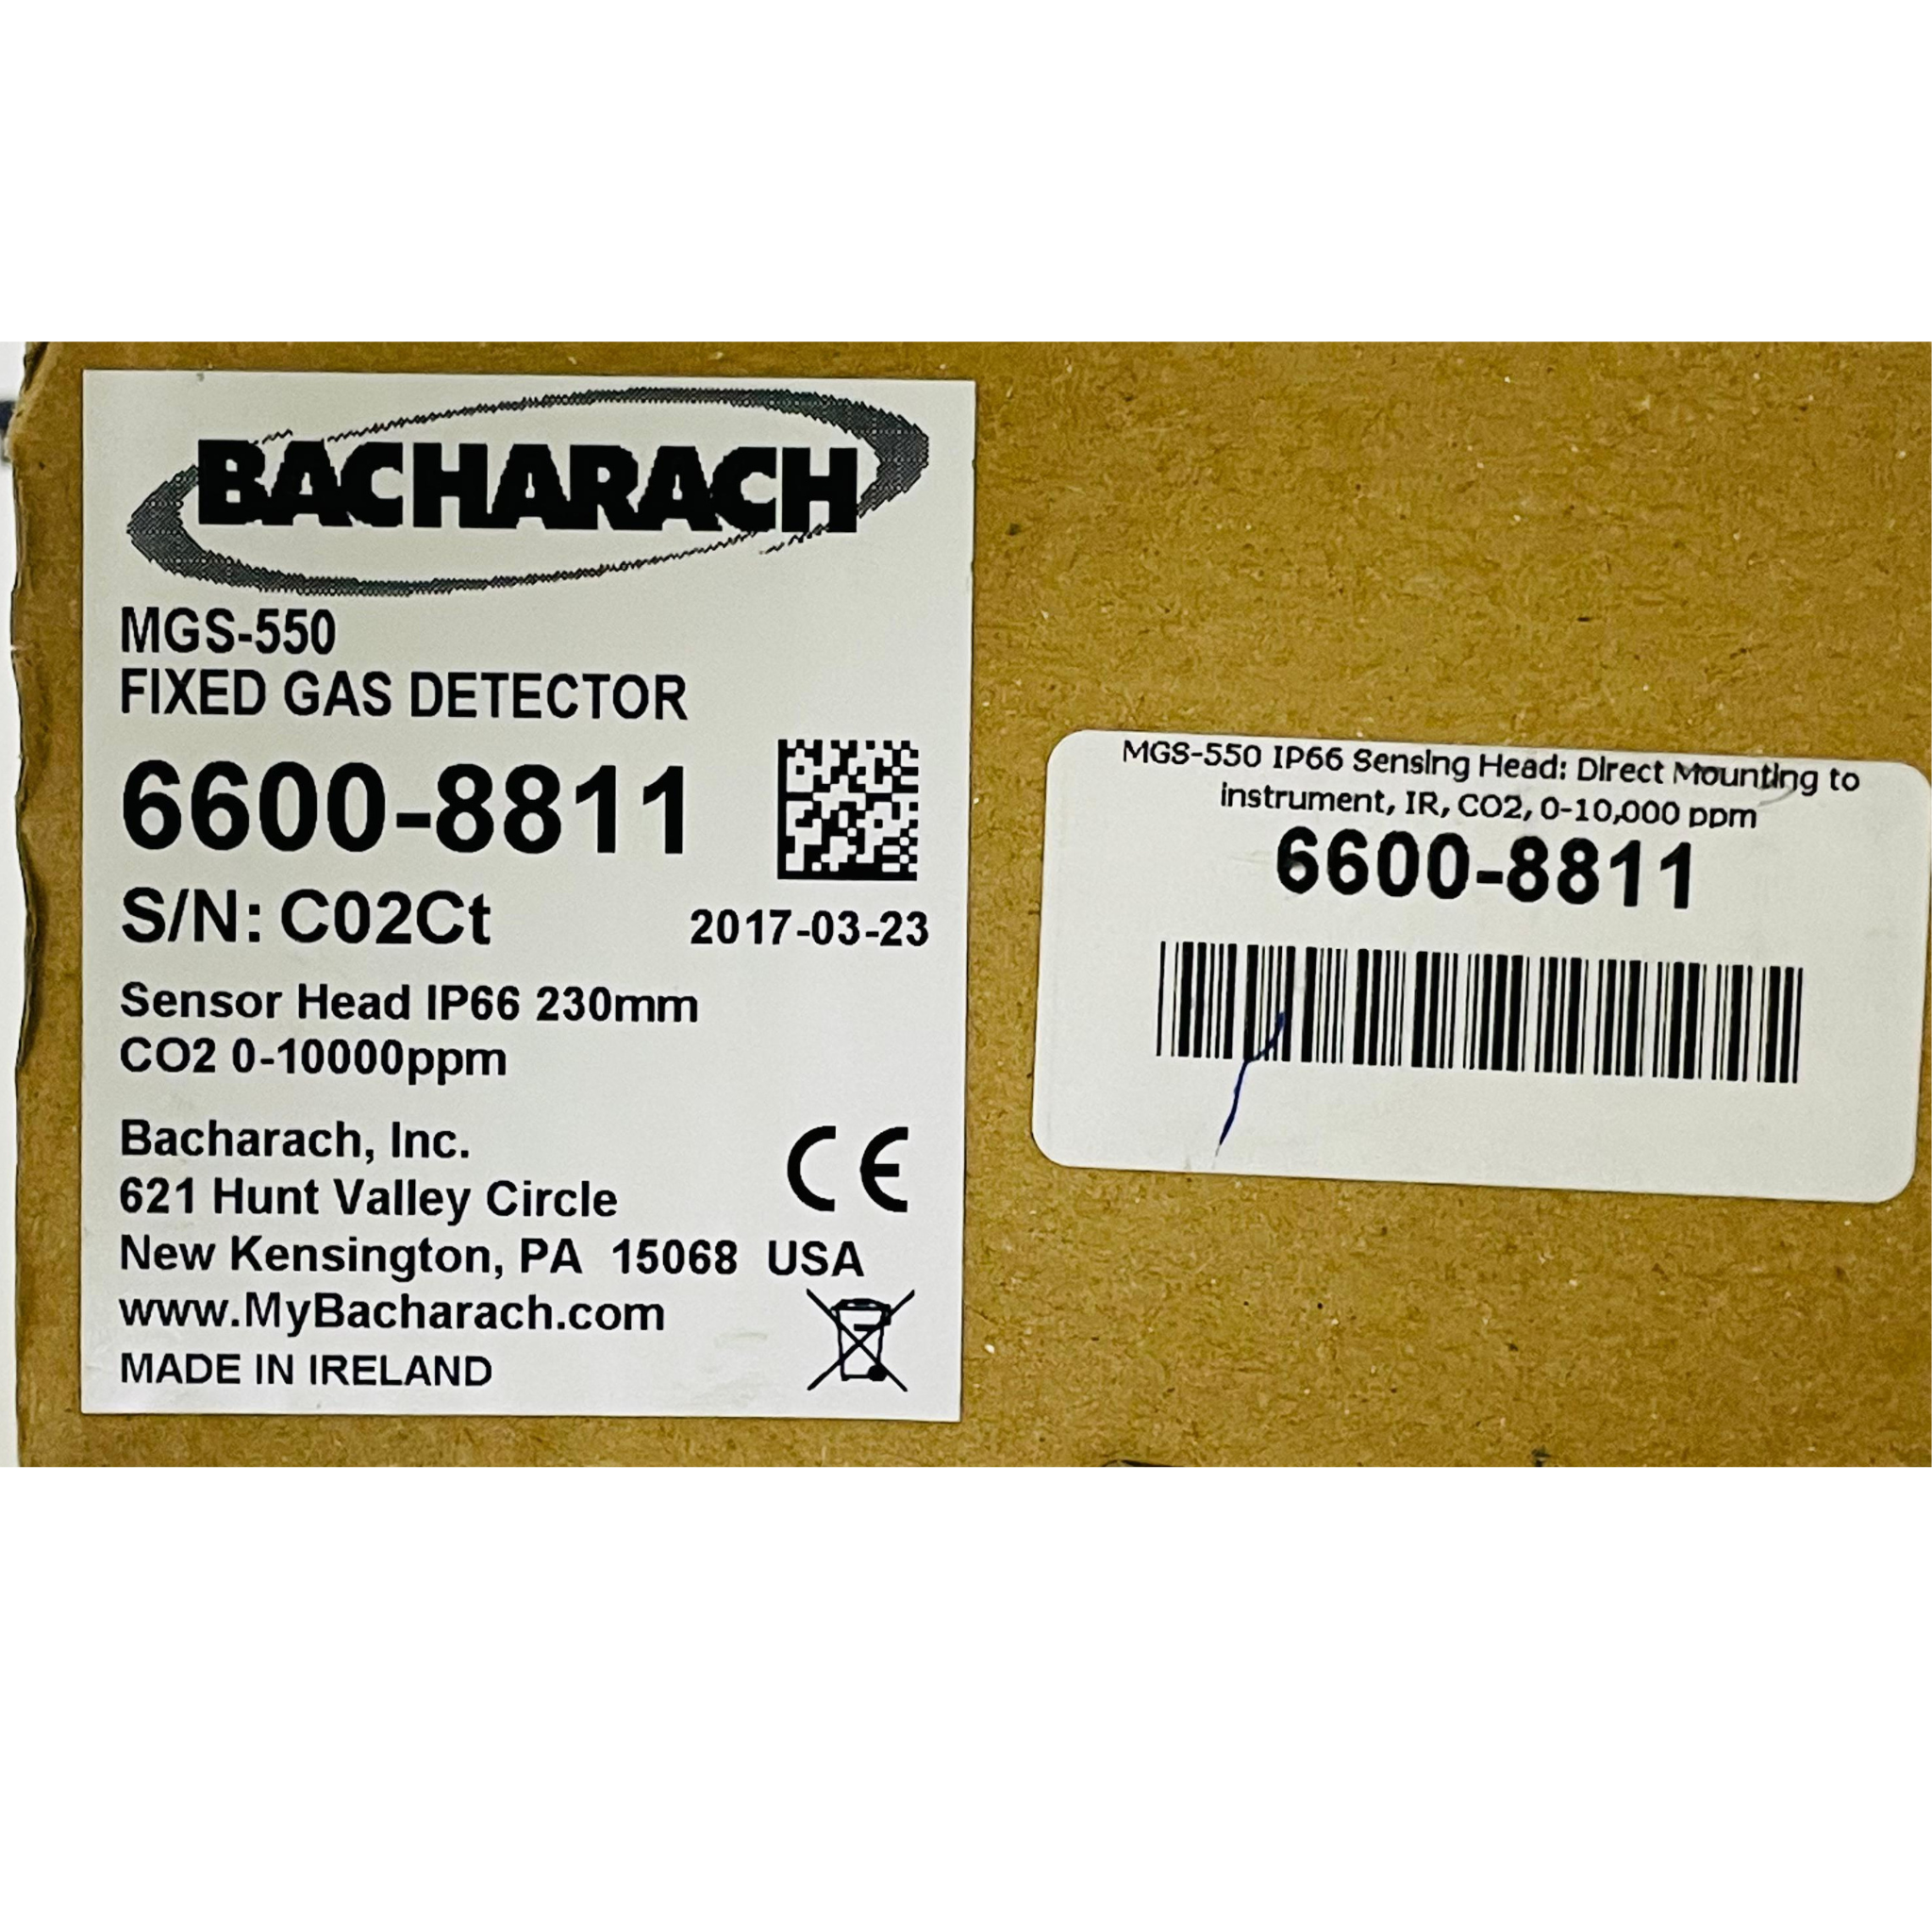 BACHARACH
MGS-550
FIXED GAS DETECTOR
6600-8811
S/N: C02Ct
2017-03-23
Sensor Head IP66 230mm
CO2 0-10000ppm
Bacharach, Inc.
621 Hunt Valley Circle
New Kensington, PA 15068 USA
www.MyBacharach.com
MADE IN IRELAND
CE
MGS-550 IP66 Sensing Head: Direct Mounting to
instrument, IR, CO2, 0-10,000 ppm
6600-8811